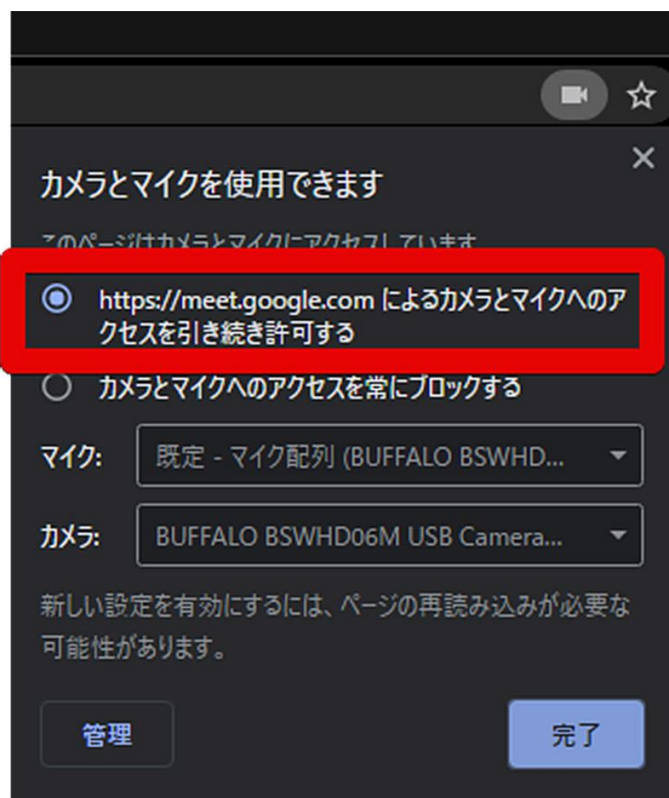 カメラとマイクを使用できます
このページはカメラとマイクにアクセスしています
https://meet.google.com によるカメラとマイクへのア
クセスを引き続き許可する
カメラとマイクへのアクセスを常にブロックする
マイク: 既定 - マイク配列 (BUFFALO BSWHD...
カメラ: BUFFALO BSWHD06M USB Camera...
新しい設定を有効にするには、ページの再読み込みが必要な
可能性があります。
管理 完了